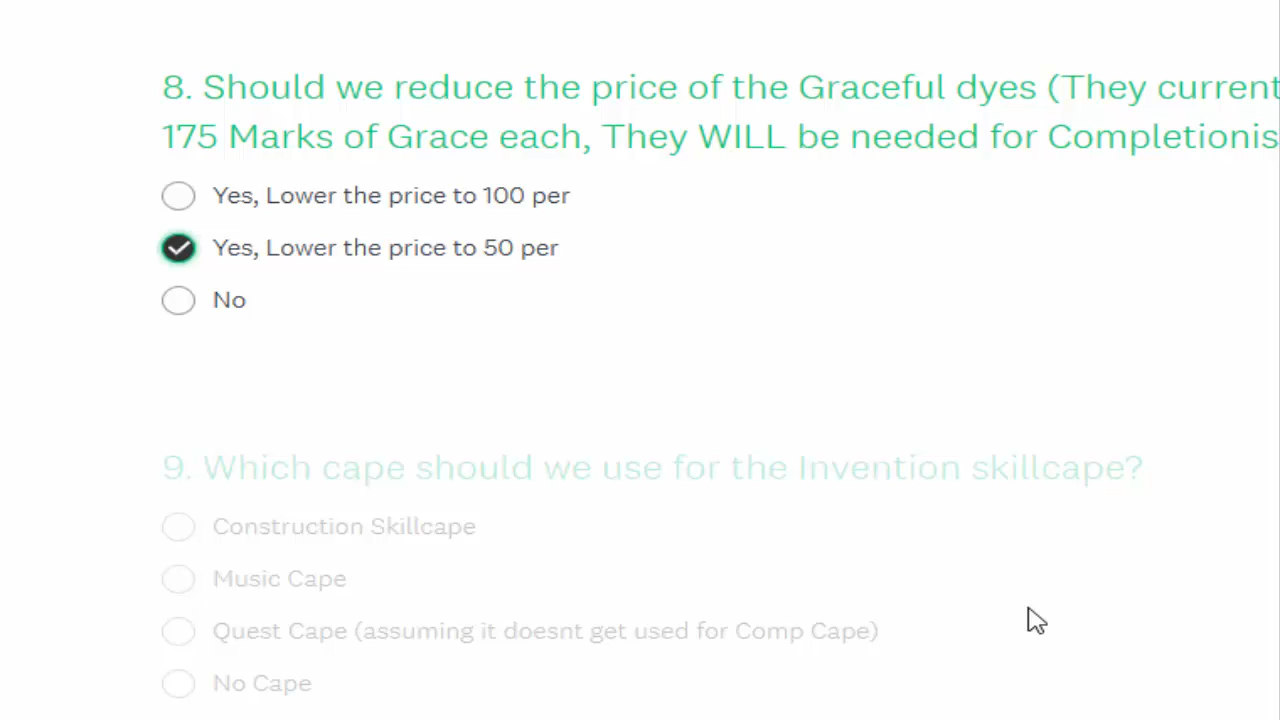 8. Should we reduce the price of the Graceful dyes (They current
175 Marks of Grace each, They WILL be needed for Completionis
Yes, Lower the price to 100 per
Yes, Lower the price to 50 per
No
9. Which cape should we use for the Invention skillcape?
Construction Skillcape
Music Cape
Quest Cape (assuming it doesnt get used for Comp Cape)
No Cape